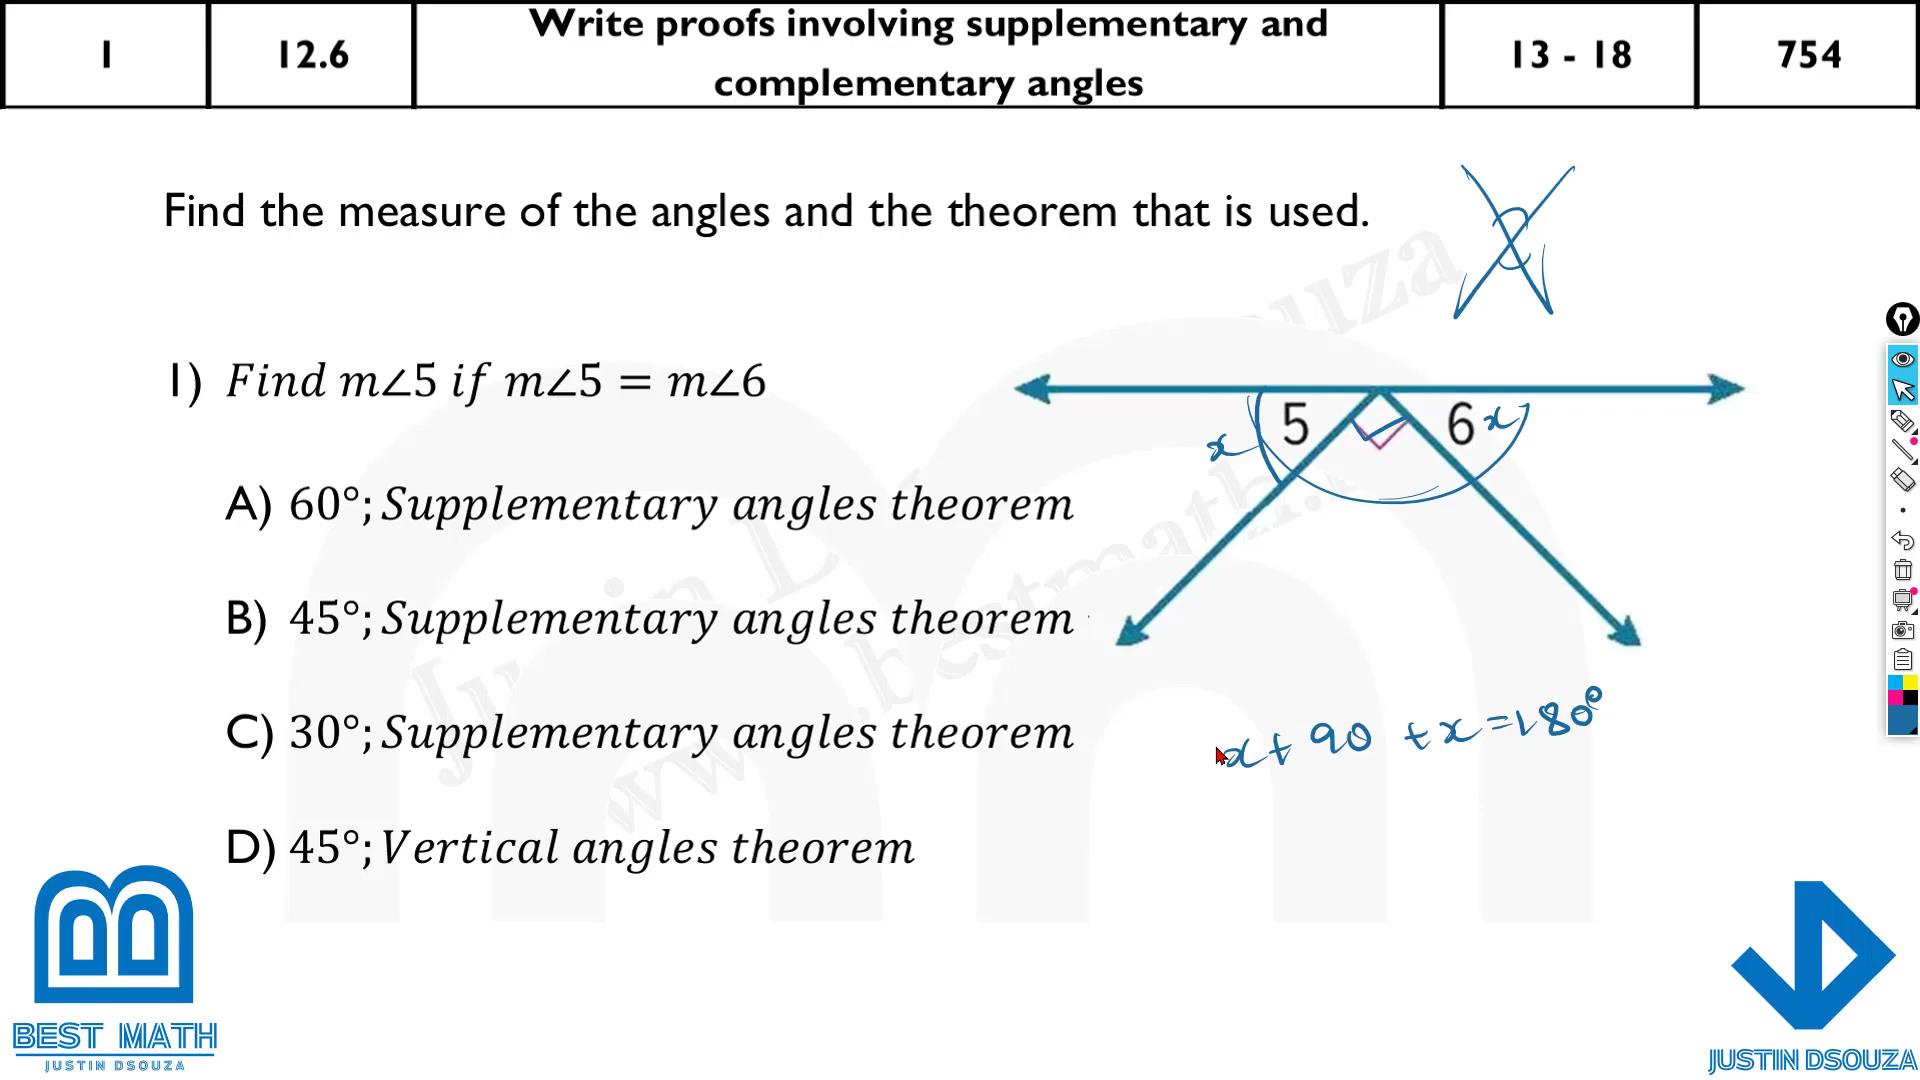 1
12.6
Write proofs involving supplementary and
complementary angles
13 - 18
754
Find the measure of the angles and the theorem that is used.
1) Find m∠5 if m∠5 = m∠6
5
6
x
x
A) 60°; Supplementary angles theorem
B) 45°; Supplementary angles theorem
C) 30°; Supplementary angles theorem
x + 90 + x = 180°
D) 45°; Vertical angles theorem
BEST MATH
JUSTIN DSOUZA
JUSTIN DSOUZA